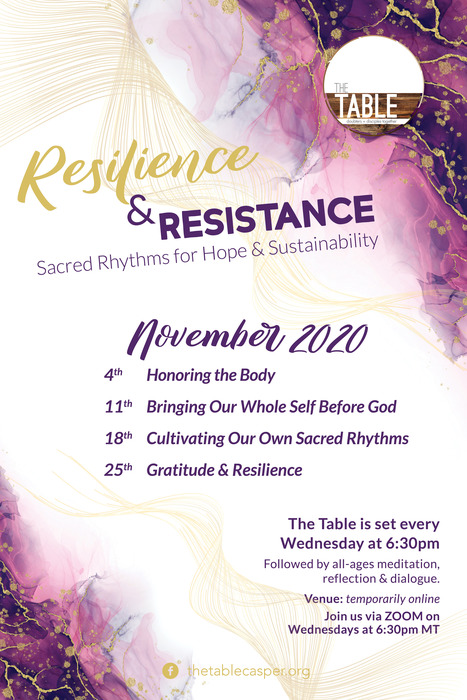 THE
TABLE
doubters + disciples together
Resilience
& RESISTANCE
Sacred Rhythms for Hope & Sustainability
November 2020
4th Honoring the Body
11th Bringing Our Whole Self Before God
18th Cultivating Our Own Sacred Rhythms
25th Gratitude & Resilience
The Table is set every
Wednesday at 6:30pm
Followed by all-ages meditation,
reflection & dialogue.
Venue: temporarily online
Join us via ZOOM on
Wednesdays at 6:30pm MT
thetablecasper.org